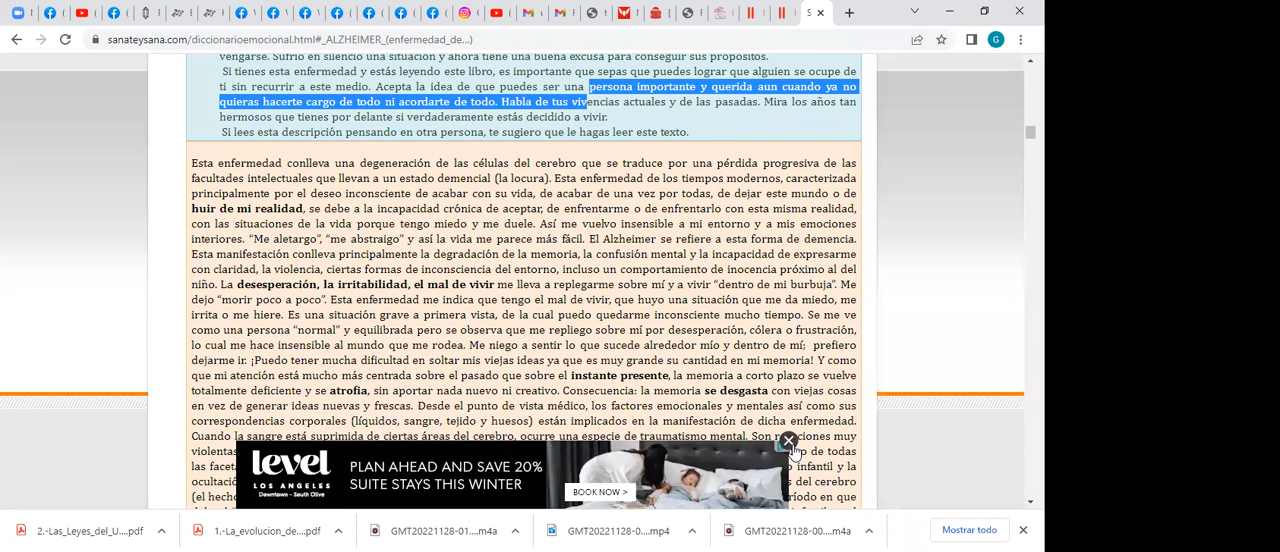 sanateysana.com/diccionarioemocional.html#_ALZHEIMER_(enfermedad_de...)
G
vengarse. Sufrió en silencio una situación y ahora tiene una buena excusa para conseguir sus propósitos.
Si tienes esta enfermedad y estás leyendo este libro, es importante que sepas que puedes lograr que alguien se ocupe de
ti sin recurrir a este medio. Acepta la idea de que puedes ser una persona importante y querida aun cuando ya no
quieras hacerte cargo de todo ni acordarte de todo. Habla de tus vivencias actuales y de las pasadas. Mira los años tan
hermosos que tienes por delante si verdaderamente estás decidido a vivir.
Si lees esta descripción pensando en otra persona, te sugiero que le hagas leer este texto.
Esta enfermedad conlleva una degeneración de las células del cerebro que se traduce por una pérdida progresiva de las
facultades intelectuales que llevan a un estado demencial (la locura). Esta enfermedad de los tiempos modernos, caracterizada
principalmente por el deseo inconsciente de acabar con su vida, de acabar de una vez por todas, de dejar este mundo o de
huir de mi realidad, se debe a la incapacidad crónica de aceptar, de enfrentarme o de enfrentarlo con esta misma realidad,
con las situaciones de la vida porque tengo miedo y me duele. Así me vuelvo insensible a mi entorno y a mis emociones
interiores. “Me aletargo”, “me abstraigo” y así la vida me parece más fácil. El Alzheimer se refiere a esta forma de demencia.
Esta manifestación conlleva principalmente la degradación de la memoria, la confusión mental y la incapacidad de expresarme
con claridad, la violencia, ciertas formas de inconsciencia del entorno, incluso un comportamiento de inocencia próximo al del
niño. La desesperación, la irritabilidad, el mal de vivir me lleva a replegarme sobre mí y a vivir “dentro de mi burbuja”. Me
dejo “morir poco a poco”. Esta enfermedad me indica que tengo el mal de vivir, que huyo una situación que me da miedo, me
irrita o me hiere. Es una situación grave a primera vista, de la cual puedo quedarme inconsciente mucho tiempo. Se me ve
como una persona “normal” y equilibrada pero se observa que me repliego sobre mí por desesperación, cólera o frustración,
lo cual me hace insensible al mundo que me rodea. Me niego a sentir lo que sucede alrededor mío y dentro de mí; prefiero
dejarme ir. ¡Puedo tener mucha dificultad en soltar mis viejas ideas ya que es muy grande su cantidad en mi memoria! Y como
que mi atención está mucho más centrada sobre el pasado que sobre el instante presente, la memoria a corto plazo se vuelve
totalmente deficiente y se atrofia, sin aportar nada nuevo ni creativo. Consecuencia: la memoria se desgasta con viejas cosas
en vez de generar ideas nuevas y frescas. Desde el punto de vista médico, los factores emocionales y mentales así como sus
correspondencias corporales (líquidos, sangre, tejido y huesos) están implicados en la manifestación de dicha enfermedad.
Cuando la sangre está suprimida de ciertas áreas del cerebro, ocurre una especie de traumatismo mental. Son muy
violentas de todas
las facetas infantil y la
ocultación del cerebro
(el hecho en que
level
LOS ANGELES
Downtown – South Olive
PLAN AHEAD AND SAVE 20%
SUITE STAYS THIS WINTER
BOOK NOW >
2.-Las_Leyes_del_U....pdf
1.-La_evolucion_de....pdf
GMT20221128-01....m4a
GMT20221128-0....mp4
GMT20221128-00....m4a
Mostrar todo